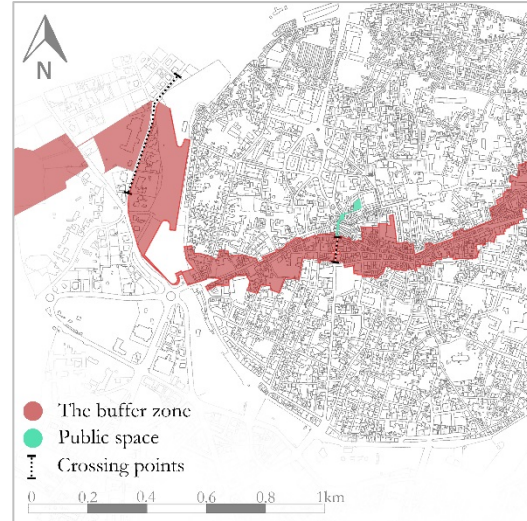 N
The buffer zone
Public space
Crossing points
0 0.2 0.4 0.6 0.8 1km